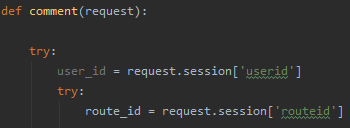 def comment(request):
try:
user_id = request.session['userid']
try:
route_id = request.session['routeid']